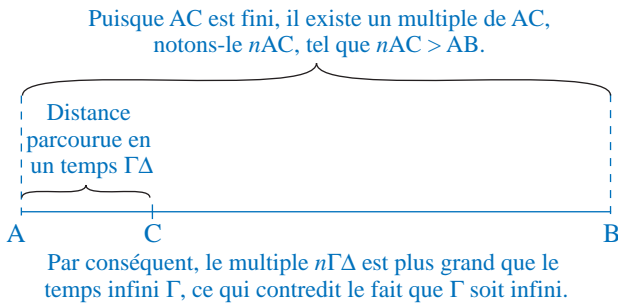 Puisque AC est fini, il existe un multiple de AC,
notons-le nAC, tel que nAC > AB.
Distance
parcourue en
un temps ΓΔ
A
C
B
Par conséquent, le multiple nΓΔ est plus grand que le
temps infini Γ, ce qui contredit le fait que Γ soit infini.